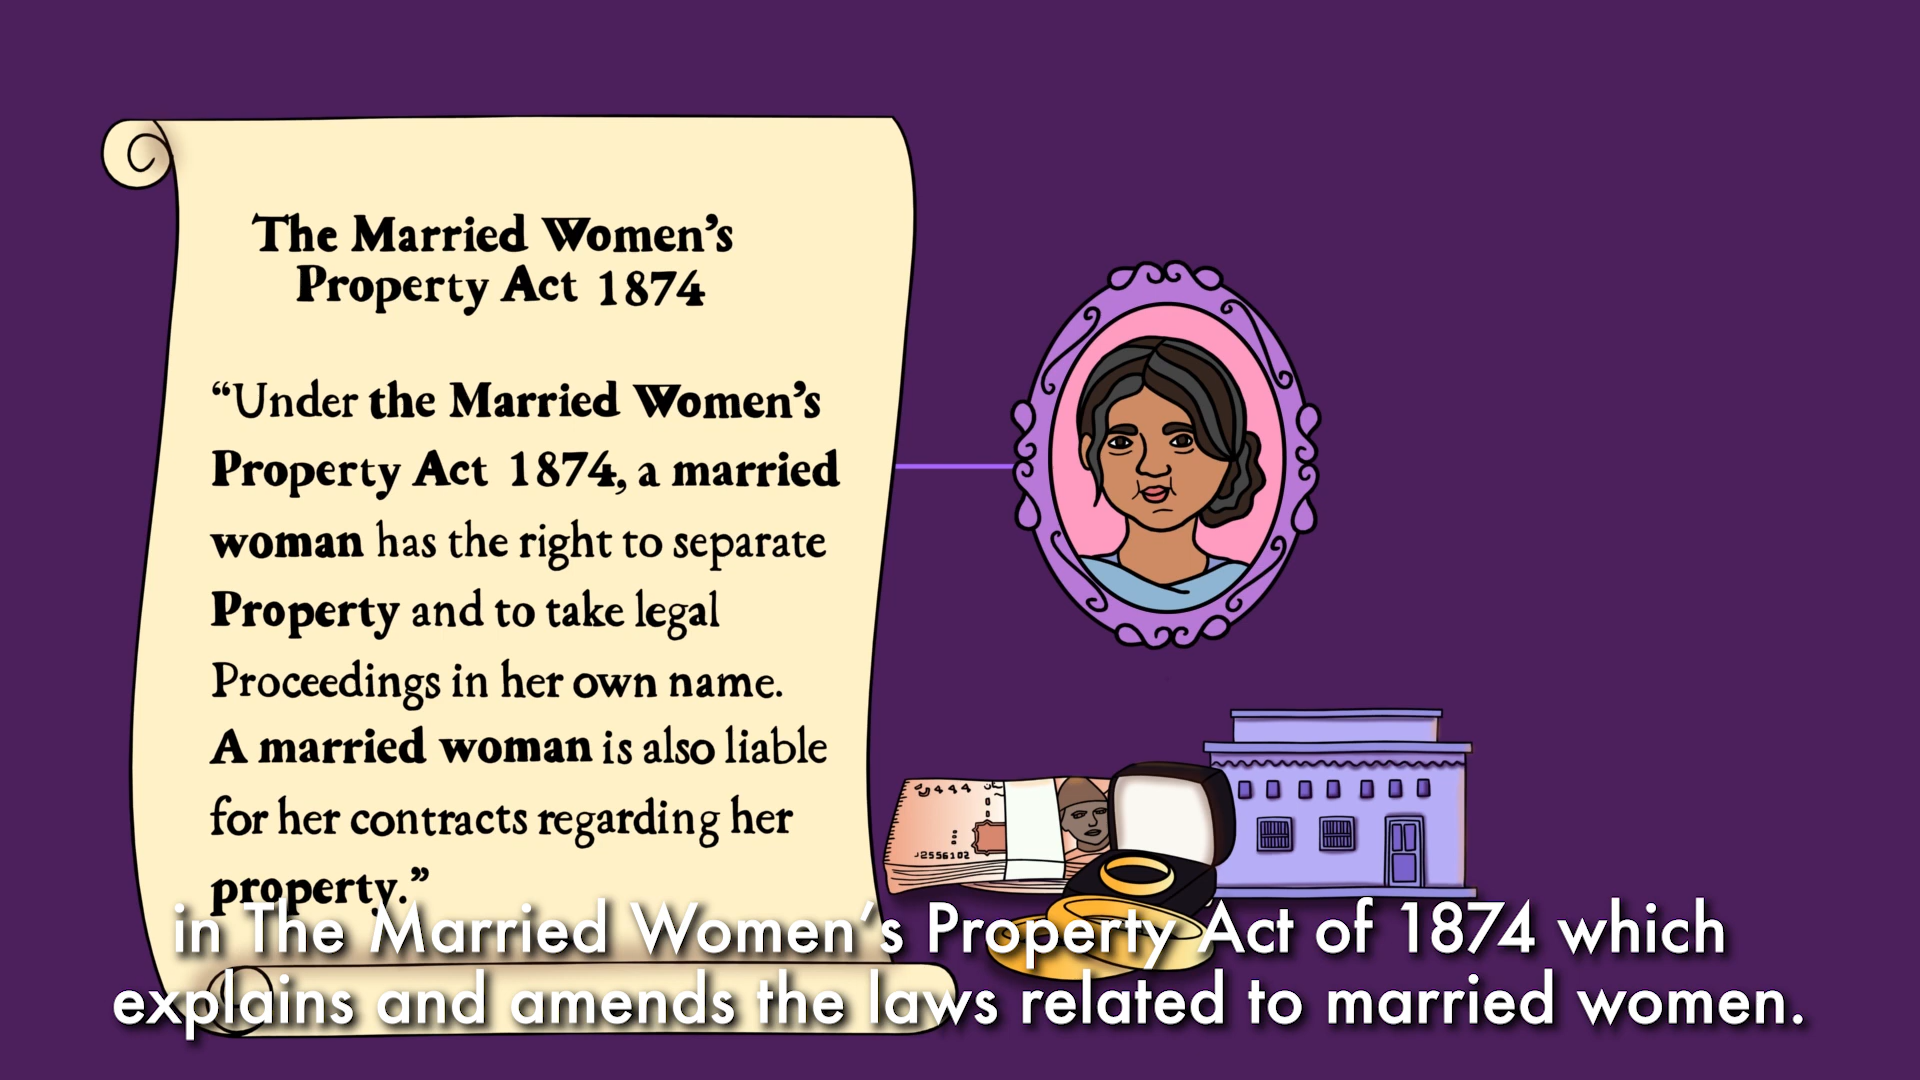 The Married Women's
Property Act 1874
“Under the Married Women's
Property Act 1874, a married
woman has the right to separate
Property and to take legal
Proceedings in her own name.
A married woman is also liable
for her contracts regarding her
property.”
J2556102
in The Married Women's Property Act of 1874 which
explains and amends the laws related to married women.